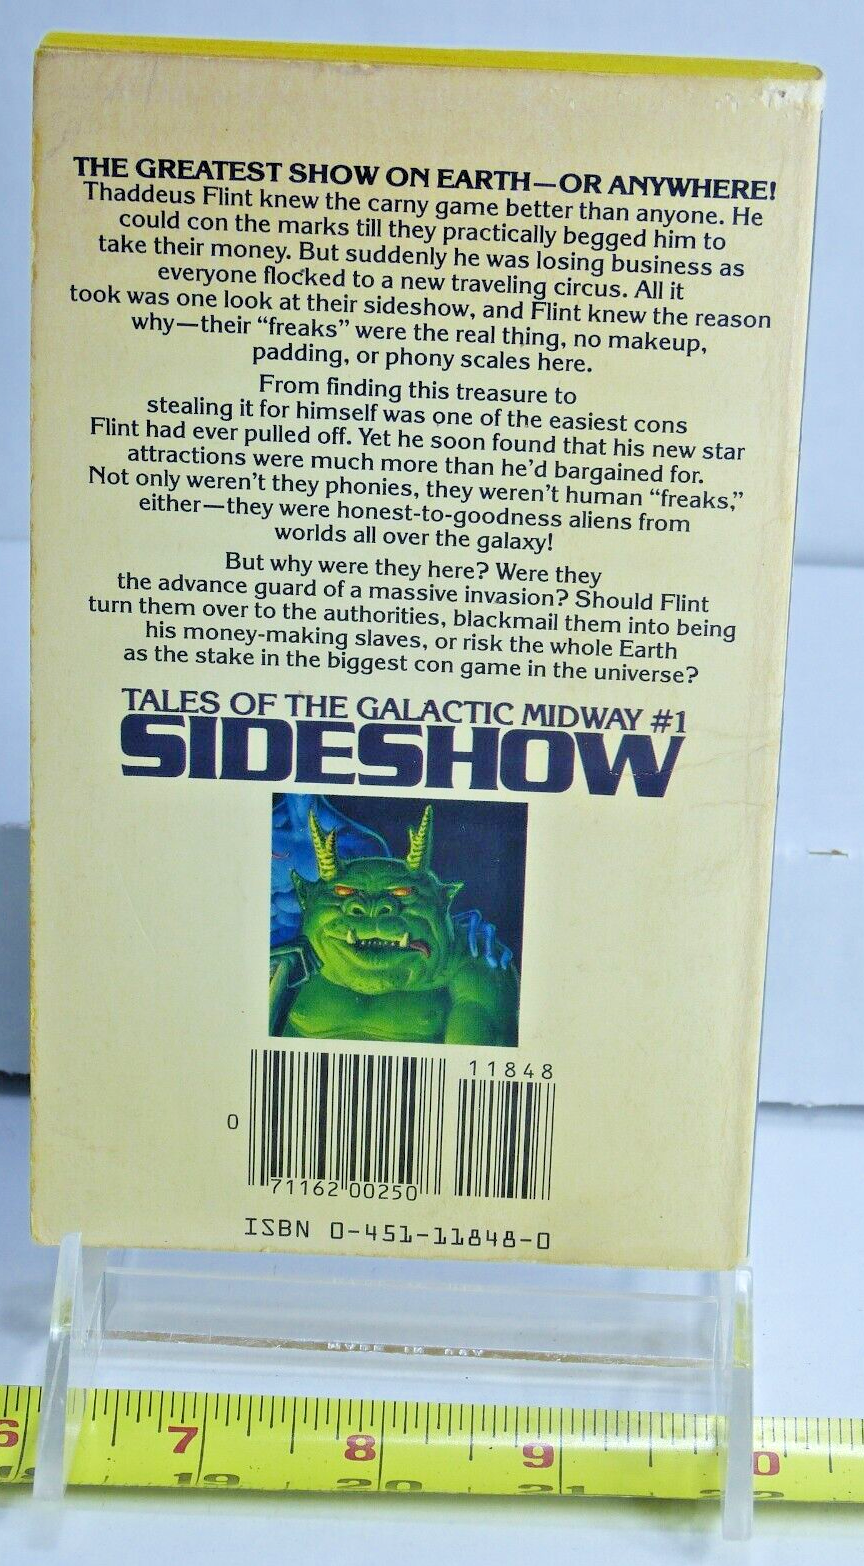 THE GREATEST SHOW ON EARTH—OR ANYWHERE!
Thaddeus Flint knew the carny game better than anyone. He
could con the marks till they practically begged him to
take their money. But suddenly he was losing business as
everyone flocked to a new traveling circus. All it
took was one look at their sideshow, and Flint knew the reason
why—their “freaks” were the real thing, no makeup,
padding, or phony scales here.
From finding this treasure to
stealing it for himself was one of the easiest cons
Flint had ever pulled off. Yet he soon found that his new star
attractions were much more than he’d bargained for.
Not only weren’t they phonies, they weren’t human “freaks,”
either—they were honest-to-goodness aliens from
worlds all over the galaxy!
But why were they here? Were they
the advance guard of a massive invasion? Should Flint
turn them over to the authorities, blackmail them into being
his money-making slaves, or risk the whole Earth
as the stake in the biggest con game in the universe?
TALES OF THE GALACTIC MIDWAY #1
SIDESHOW
11848
0
71162 00250
ISBN 0-451-11848-0
6 7 8 9 0
19 20 21 22